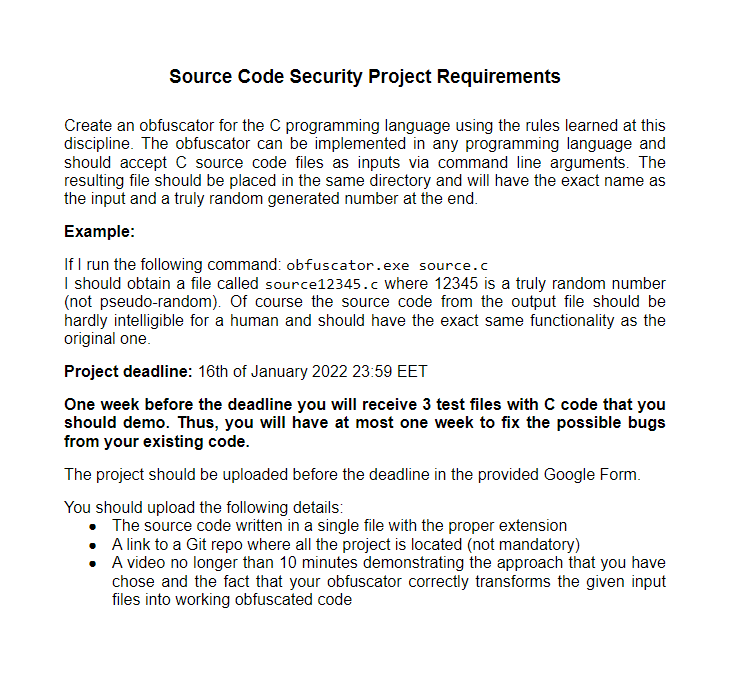 Source Code Security Project Requirements
Create an obfuscator for the C programming language using the rules learned at this
discipline. The obfuscator can be implemented in any programming language and
should accept C source code files as inputs via command line arguments. The
resulting file should be placed in the same directory and will have the exact name as
the input and a truly random generated number at the end.
Example:
If I run the following command: obfuscator.exe source.c
I should obtain a file called source12345.c where 12345 is a truly random number
(not pseudo-random). Of course the source code from the output file should be
hardly intelligible for a human and should have the exact same functionality as the
original one.
Project deadline: 16th of January 2022 23:59 EET
One week before the deadline you will receive 3 test files with C code that you
should demo. Thus, you will have at most one week to fix the possible bugs
from your existing code.
The project should be uploaded before the deadline in the provided Google Form.
You should upload the following details:
● The source code written in a single file with the proper extension
● A link to a Git repo where all the project is located (not mandatory)
● A video no longer than 10 minutes demonstrating the approach that you have
chose and the fact that your obfuscator correctly transforms the given input
files into working obfuscated code